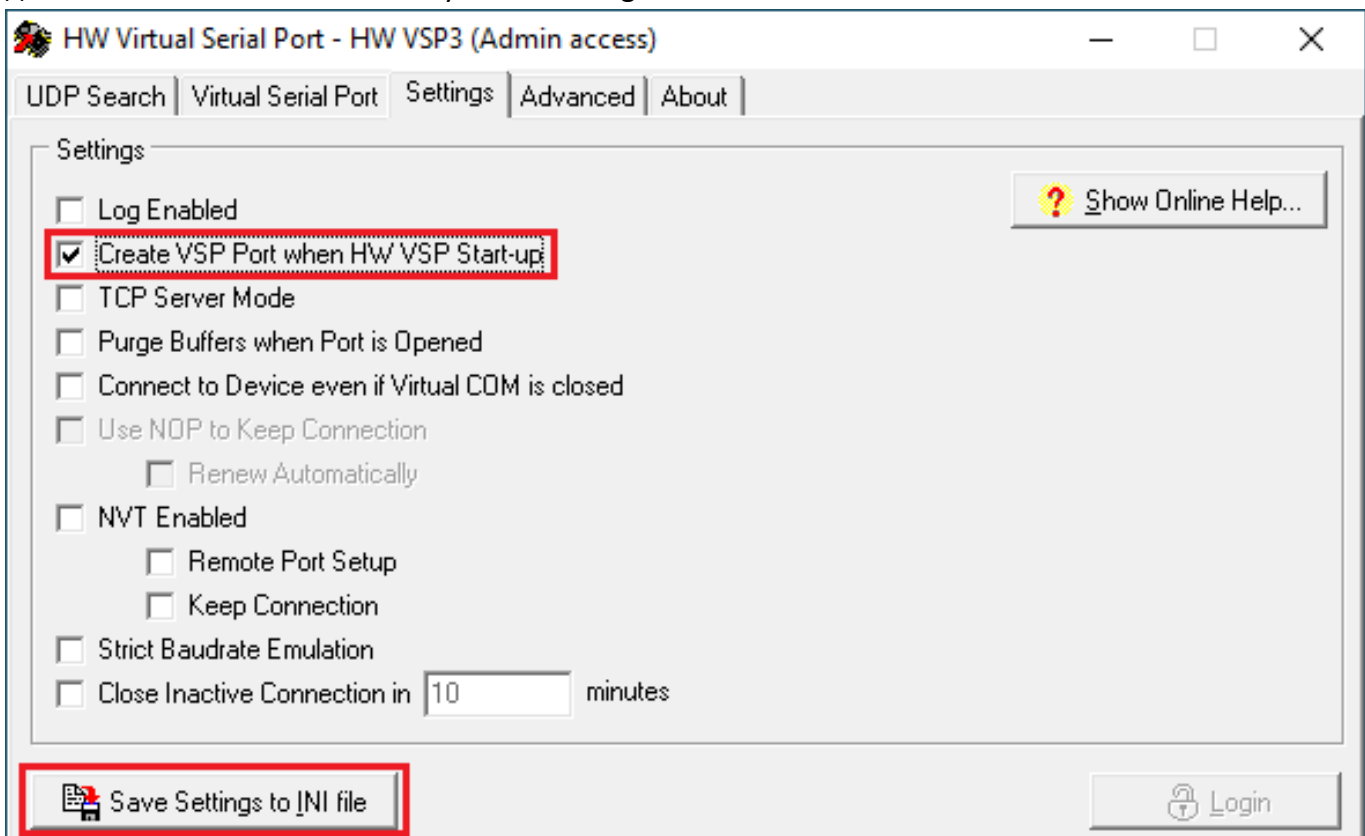 HW Virtual Serial Port - HW VSP3 (Admin access)
UDP Search Virtual Serial Port Settings Advanced About
Settings
Show Online Help...
Log Enabled
Create VSP Port when HW VSP Start-up
TCP Server Mode
Purge Buffers when Port is Opened
Connect to Device even if Virtual COM is closed
Use NOP to Keep Connection
Renew Automatically
NVT Enabled
Remote Port Setup
Keep Connection
Strict Baudrate Emulation
Close Inactive Connection in 10 minutes
Save Settings to INI file
Login